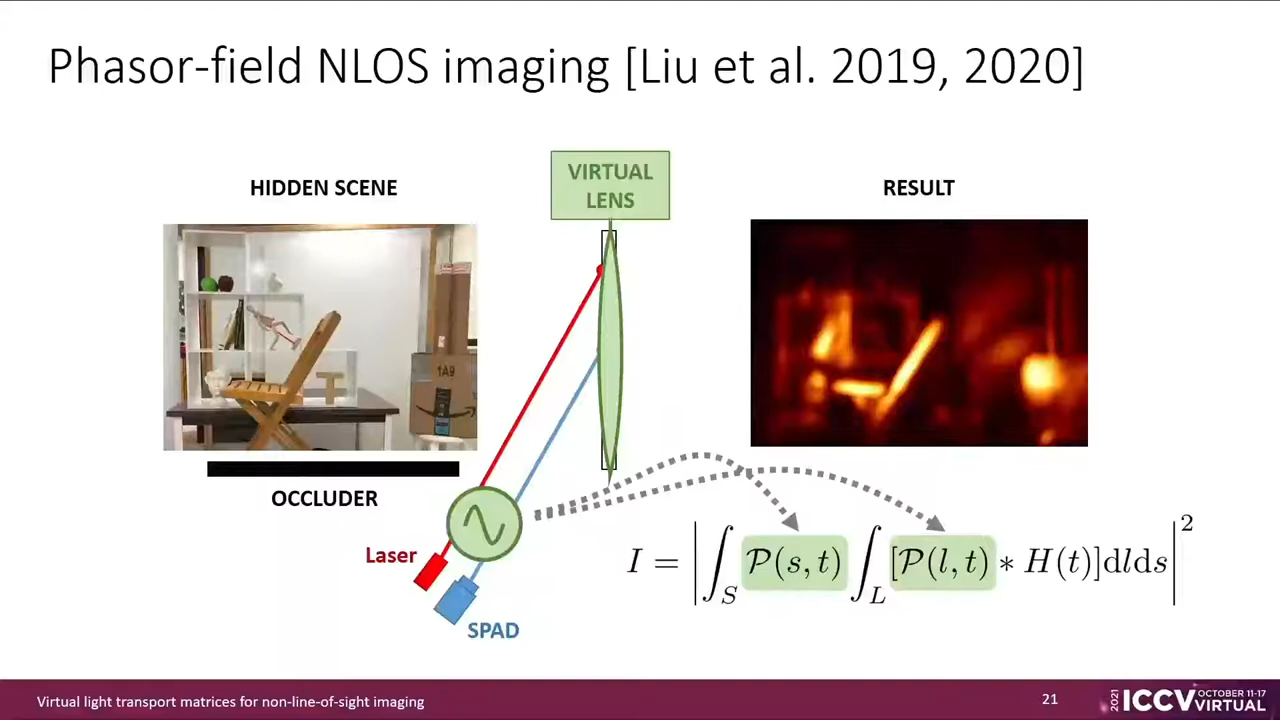 Phasor-field NLOS imaging [Liu et al. 2019, 2020]
HIDDEN SCENE
VIRTUAL
LENS
RESULT
1A9
OCCLUDER
Laser
SPAD
I = |∫_S P(s,t) ∫_L [P(l,t) * H(t)]dlds|^2
Virtual light transport matrices for non-line-of-sight imaging
21
2021 ICCV OCTOBER 11-17
VIRTUAL